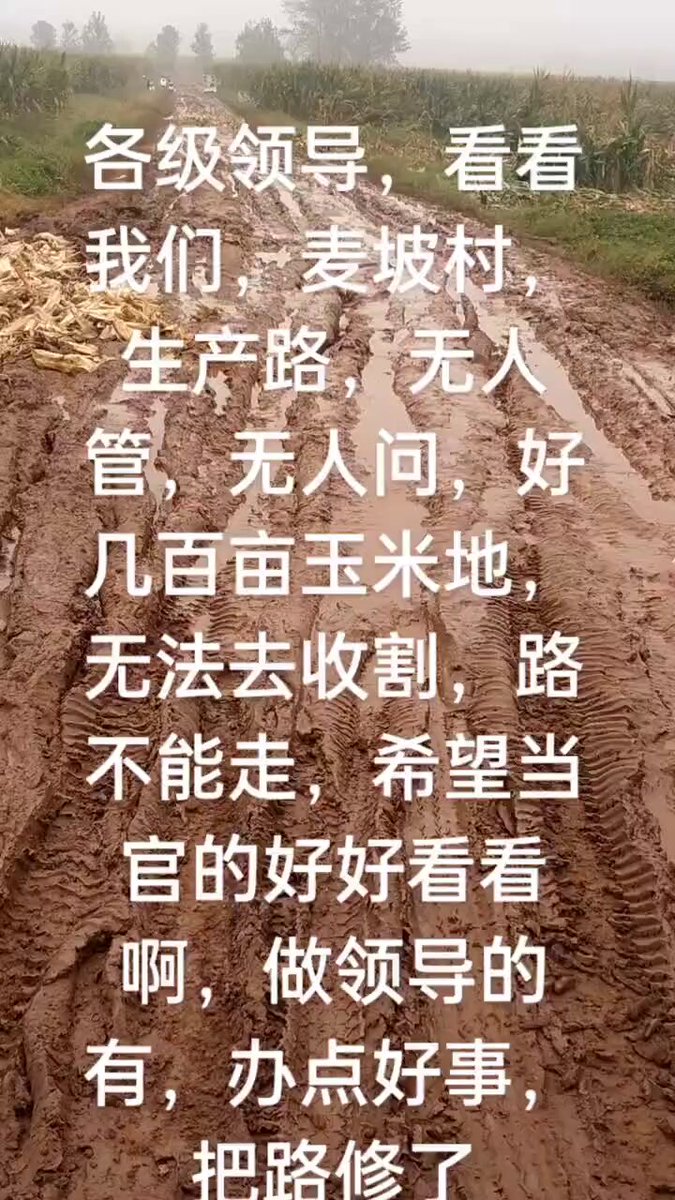 各级领导，看看
我们，麦坡村，
生产路，无人
管，无人问，好
几百亩玉米地，
无法去收割，路
不能走，希望当
官的好好看看
啊，做领导的
有，办点好事，
把路修了